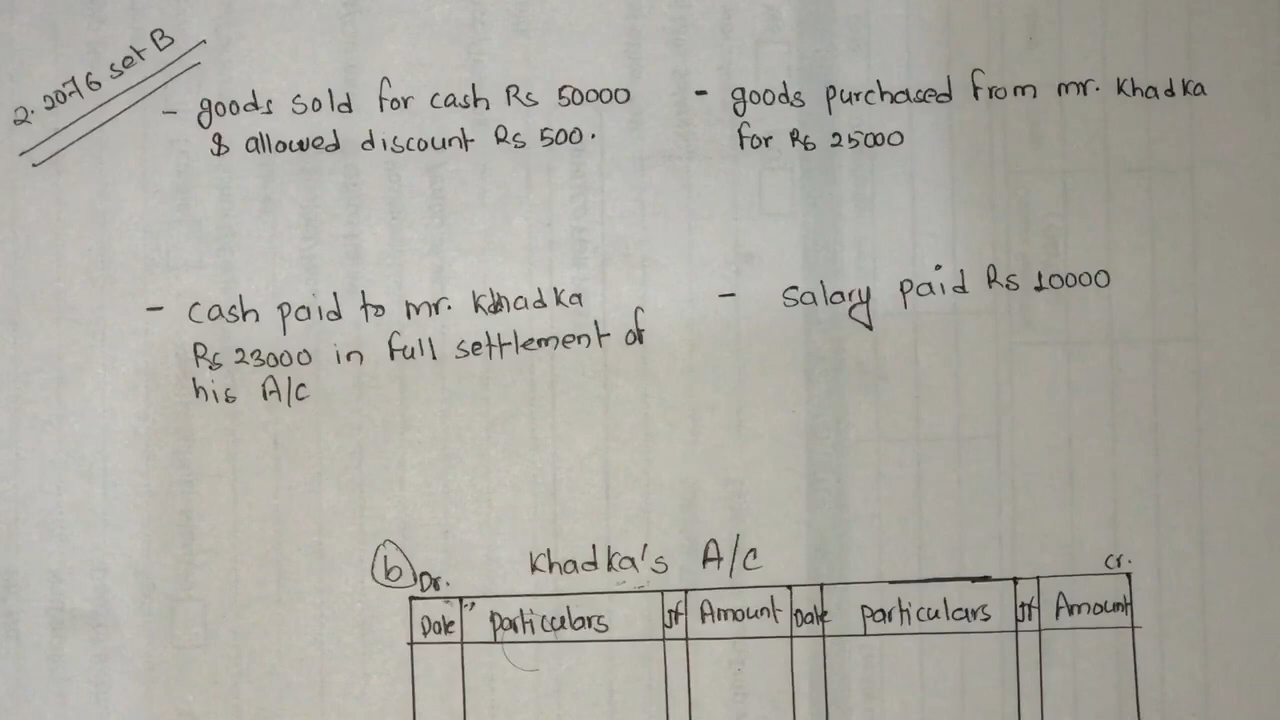 2. 2076 set B
- goods sold for cash Rs 50000
& allowed discount Rs 500.
- goods purchased from mr. Khadka
for Rs 25000
- cash paid to mr. Khadka
Rs 23000 in full settlement of
his A/C
- salary paid Rs 10000
(b) Dr. Khadka's A/C Cr.
Date particulars Jf Amount Date particulars Jf Amount